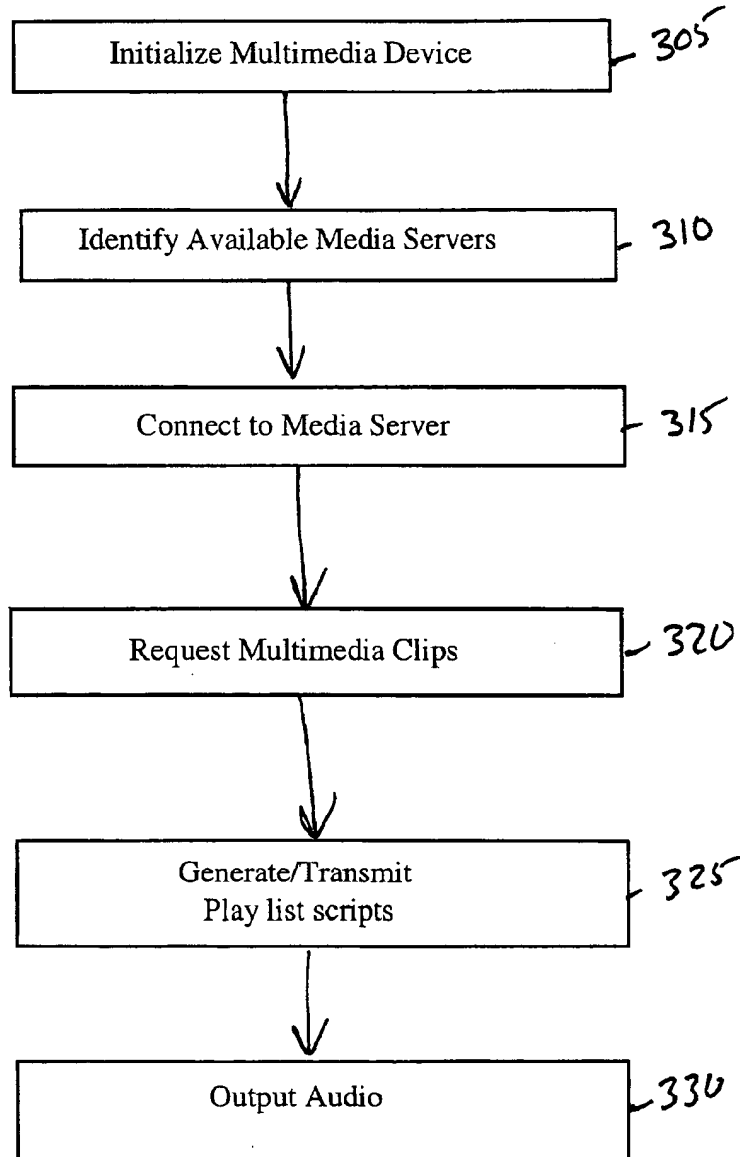 Initialize Multimedia Device
305
Identify Available Media Servers
310
Connect to Media Server
315
Request Multimedia Clips
320
Generate/Transmit
Play list scripts
325
Output Audio
330